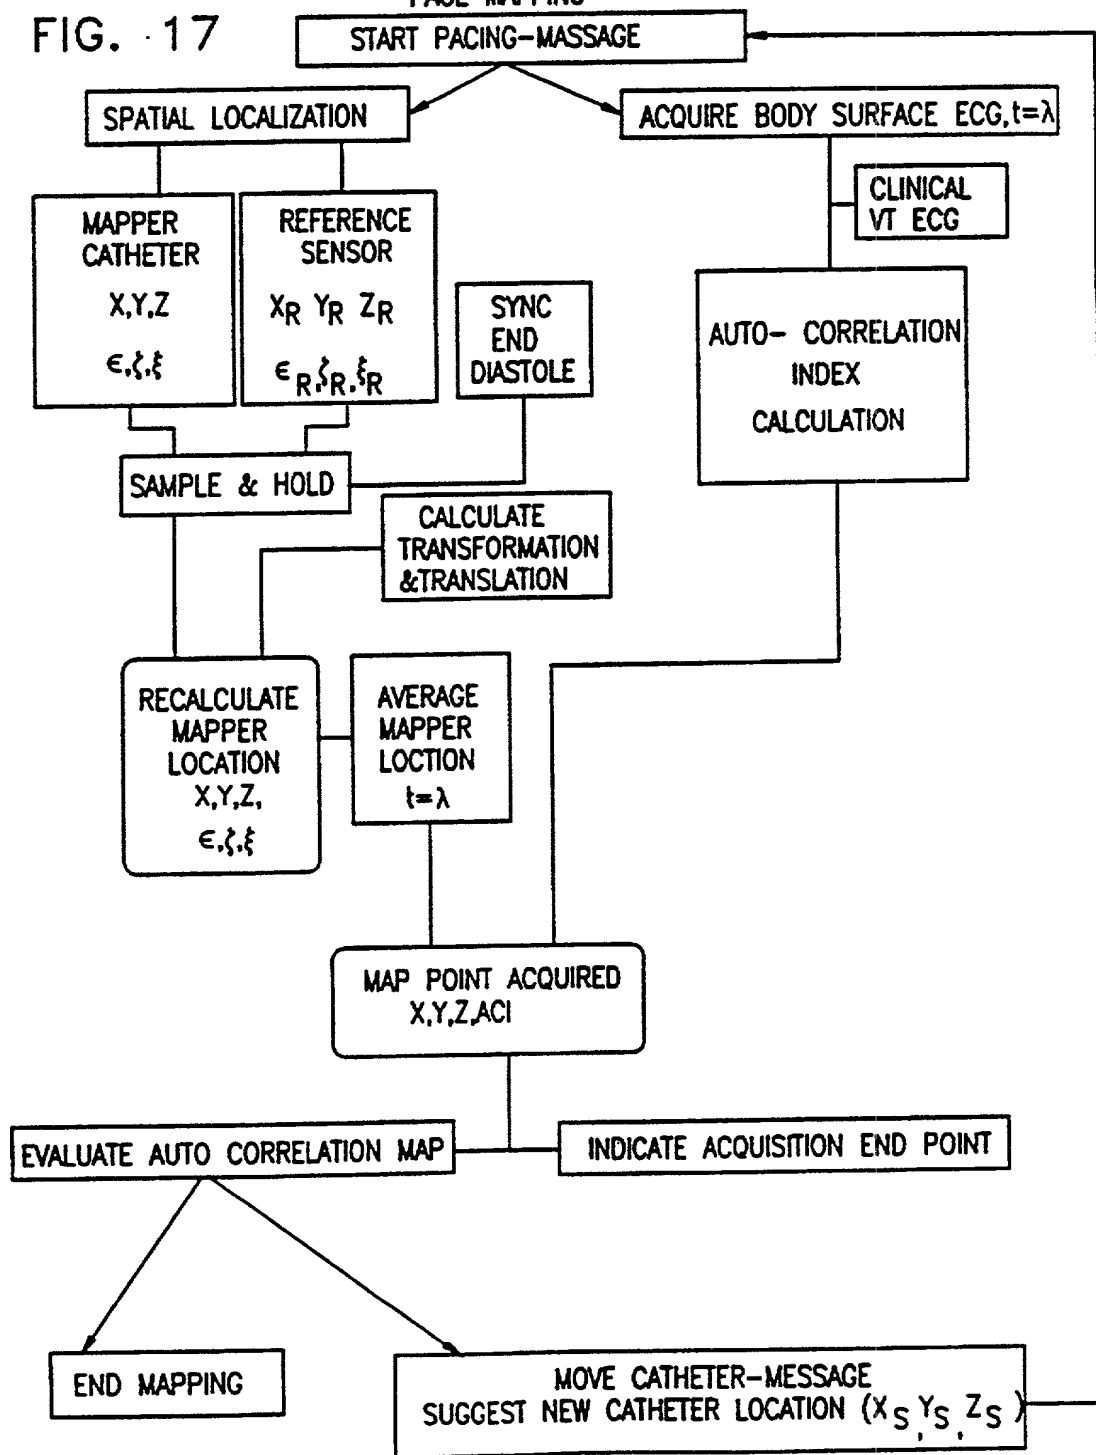 PACE MAPPING
FIG. 17
START PACING-MASSAGE
SPATIAL LOCALIZATION
ACQUIRE BODY SURFACE ECG,t=λ
CLINICAL
VT ECG
MAPPER
CATHETER
X,Y,Z
ϵ,ζ,ξ
REFERENCE
SENSOR
XR YR ZR
ϵR,ζR,ξR
SYNC
END
DIASTOLE
AUTO- CORRELATION
INDEX
CALCULATION
SAMPLE & HOLD
CALCULATE
TRANSFORMATION
&TRANSLATION
RECALCULATE
MAPPER
LOCATION
X,Y,Z,
ϵ,ζ,ξ
AVERAGE
MAPPER
LOCTION
t=λ
MAP POINT ACQUIRED
X,Y,Z,ACI
EVALUATE AUTO CORRELATION MAP
INDICATE ACQUISITION END POINT
END MAPPING
MOVE CATHETER-MESSAGE
SUGGEST NEW CATHETER LOCATION (XS, YS, ZS)